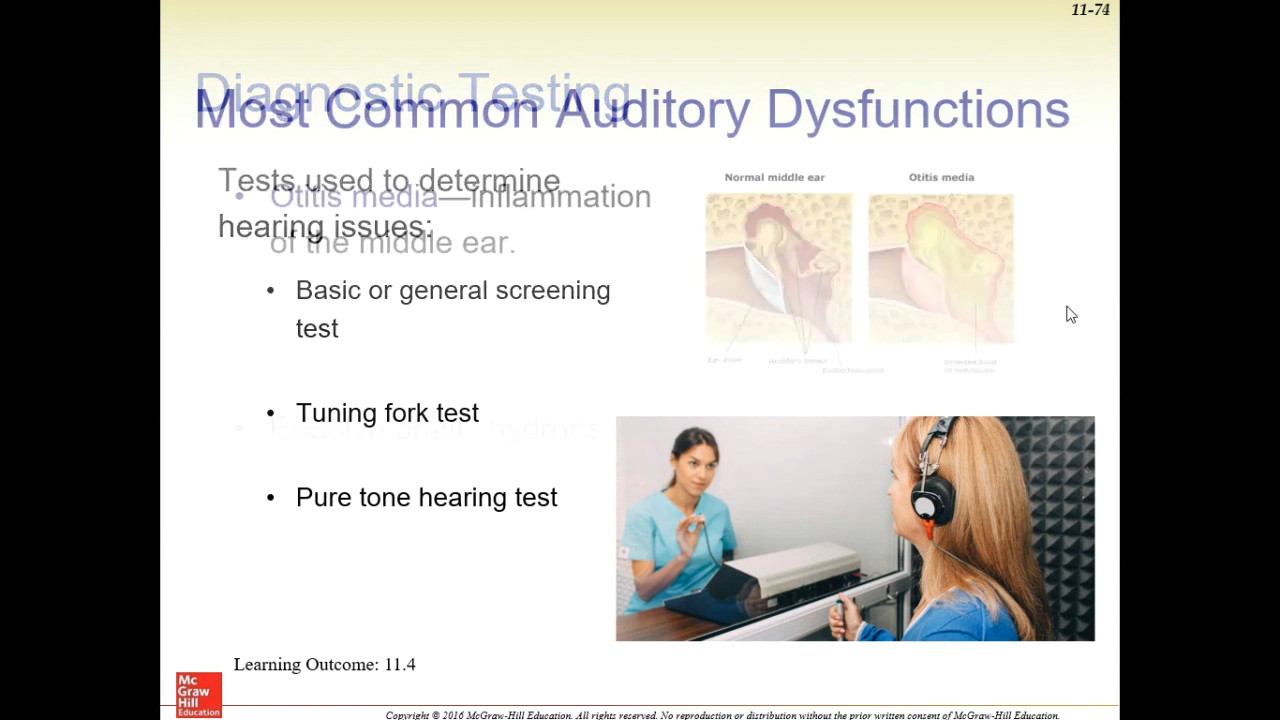 11-74
Diagnostic Testing
Most Common Auditory Dysfunctions
Tests used to determine
hearing issues:
• Otitis media—inflammation
of the middle ear.
• Basic or general screening
test
• Tuning fork test
• Pure tone hearing test
Normal middle ear
Otitis media
Learning Outcome: 11.4
Mc
Graw
Hill
Education
Copyright © 2016 McGraw-Hill Education. All rights reserved. No reproduction or distribution without the prior written consent of McGraw-Hill Education.